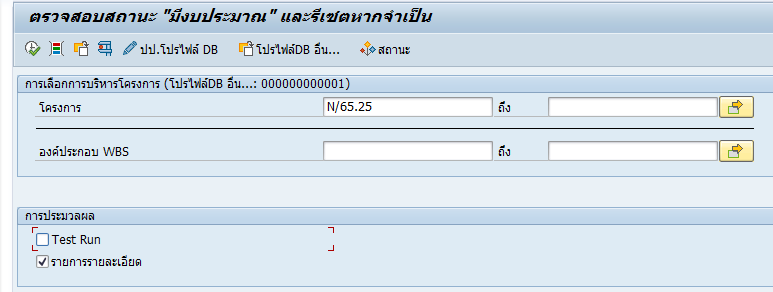 ตรวจสอบสถานะ "มีงบประมาณ" และรีเซ็ตหากจำเป็น
ปป.โปรไฟล์ DB โปรไฟล์DB อื่น... สถานะ
การเลือกการบริหารโครงการ (โปรไฟล์DB อื่น...: 000000000001)
โครงการ N/65.25 ถึง
องค์ประกอบ WBS ถึง
การประมวลผล
Test Run
รายการรายละเอียด